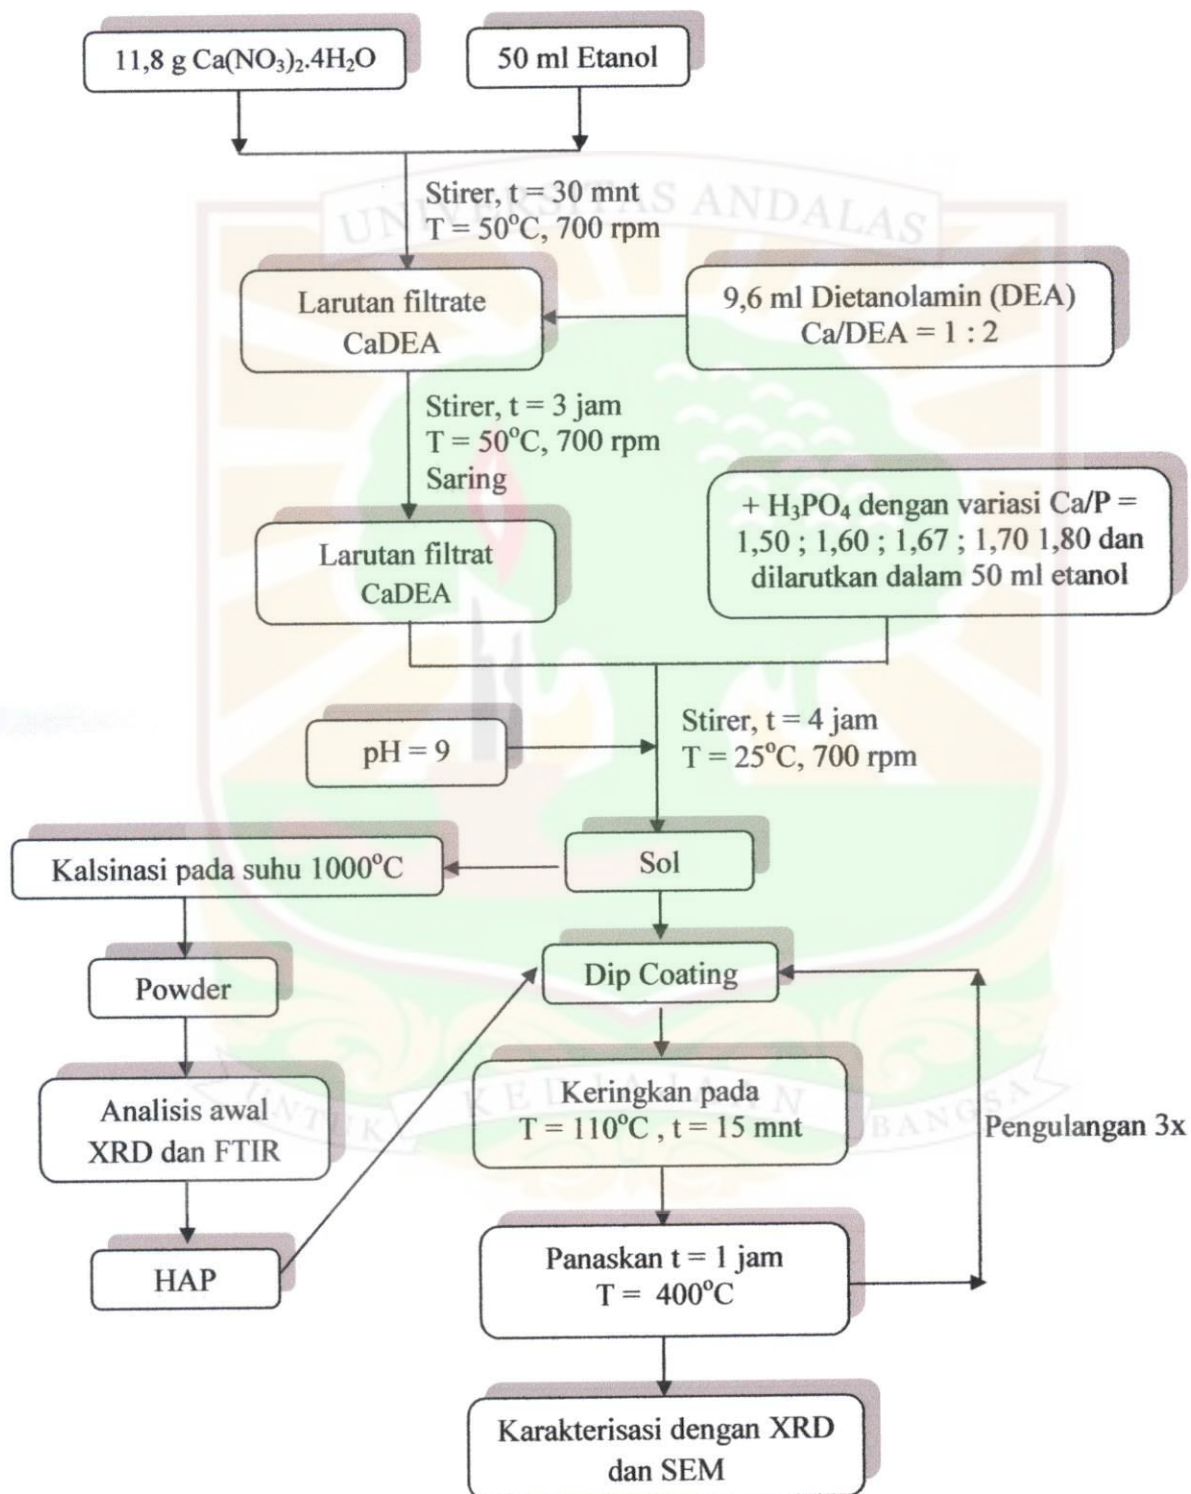 11,8 g Ca(NO₃)₂.4H₂O
50 ml Etanol
Stirer, t = 30 mnt
T = 50°C, 700 rpm
UNIVERSITAS ANDALAS
Larutan filtrate
CaDEA
9,6 ml Dietanolamin (DEA)
Ca/DEA = 1 : 2
Stirer, t = 3 jam
T = 50°C, 700 rpm
Saring
+ H₃PO₄ dengan variasi Ca/P =
1,50 ; 1,60 ; 1,67 ; 1,70 1,80 dan
dilarutkan dalam 50 ml etanol
Larutan filtrat
CaDEA
Stirer, t = 4 jam
T = 25°C, 700 rpm
pH = 9
Kalsinasi pada suhu 1000°C
Sol
Powder
Dip Coating
Analisis awal
XRD dan FTIR
Keringkan pada
T = 110°C , t = 15 mnt
UNTUK KEDJAJAAN BANGSA
Pengulangan 3x
HAP
Panaskan t = 1 jam
T = 400°C
Karakterisasi dengan XRD
dan SEM